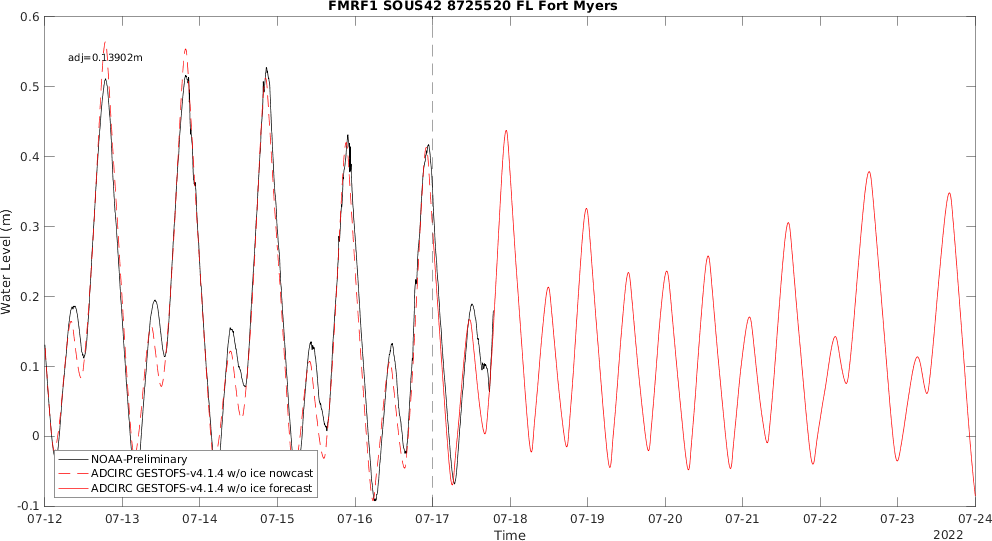 FMRF1 SOUS42 8725520 FL Fort Myers
0.6
adj=0.13902m
0.5
0.4
0.3
0.2
0.1
0
-0.1
Water Level (m)
NOAA-Preliminary
ADCIRC GESTOFS-v4.1.4 w/o ice nowcast
ADCIRC GESTOFS-v4.1.4 w/o ice forecast
07-12 07-13 07-14 07-15 07-16 07-17 07-18 07-19 07-20 07-21 07-22 07-23 07-24
Time
2022